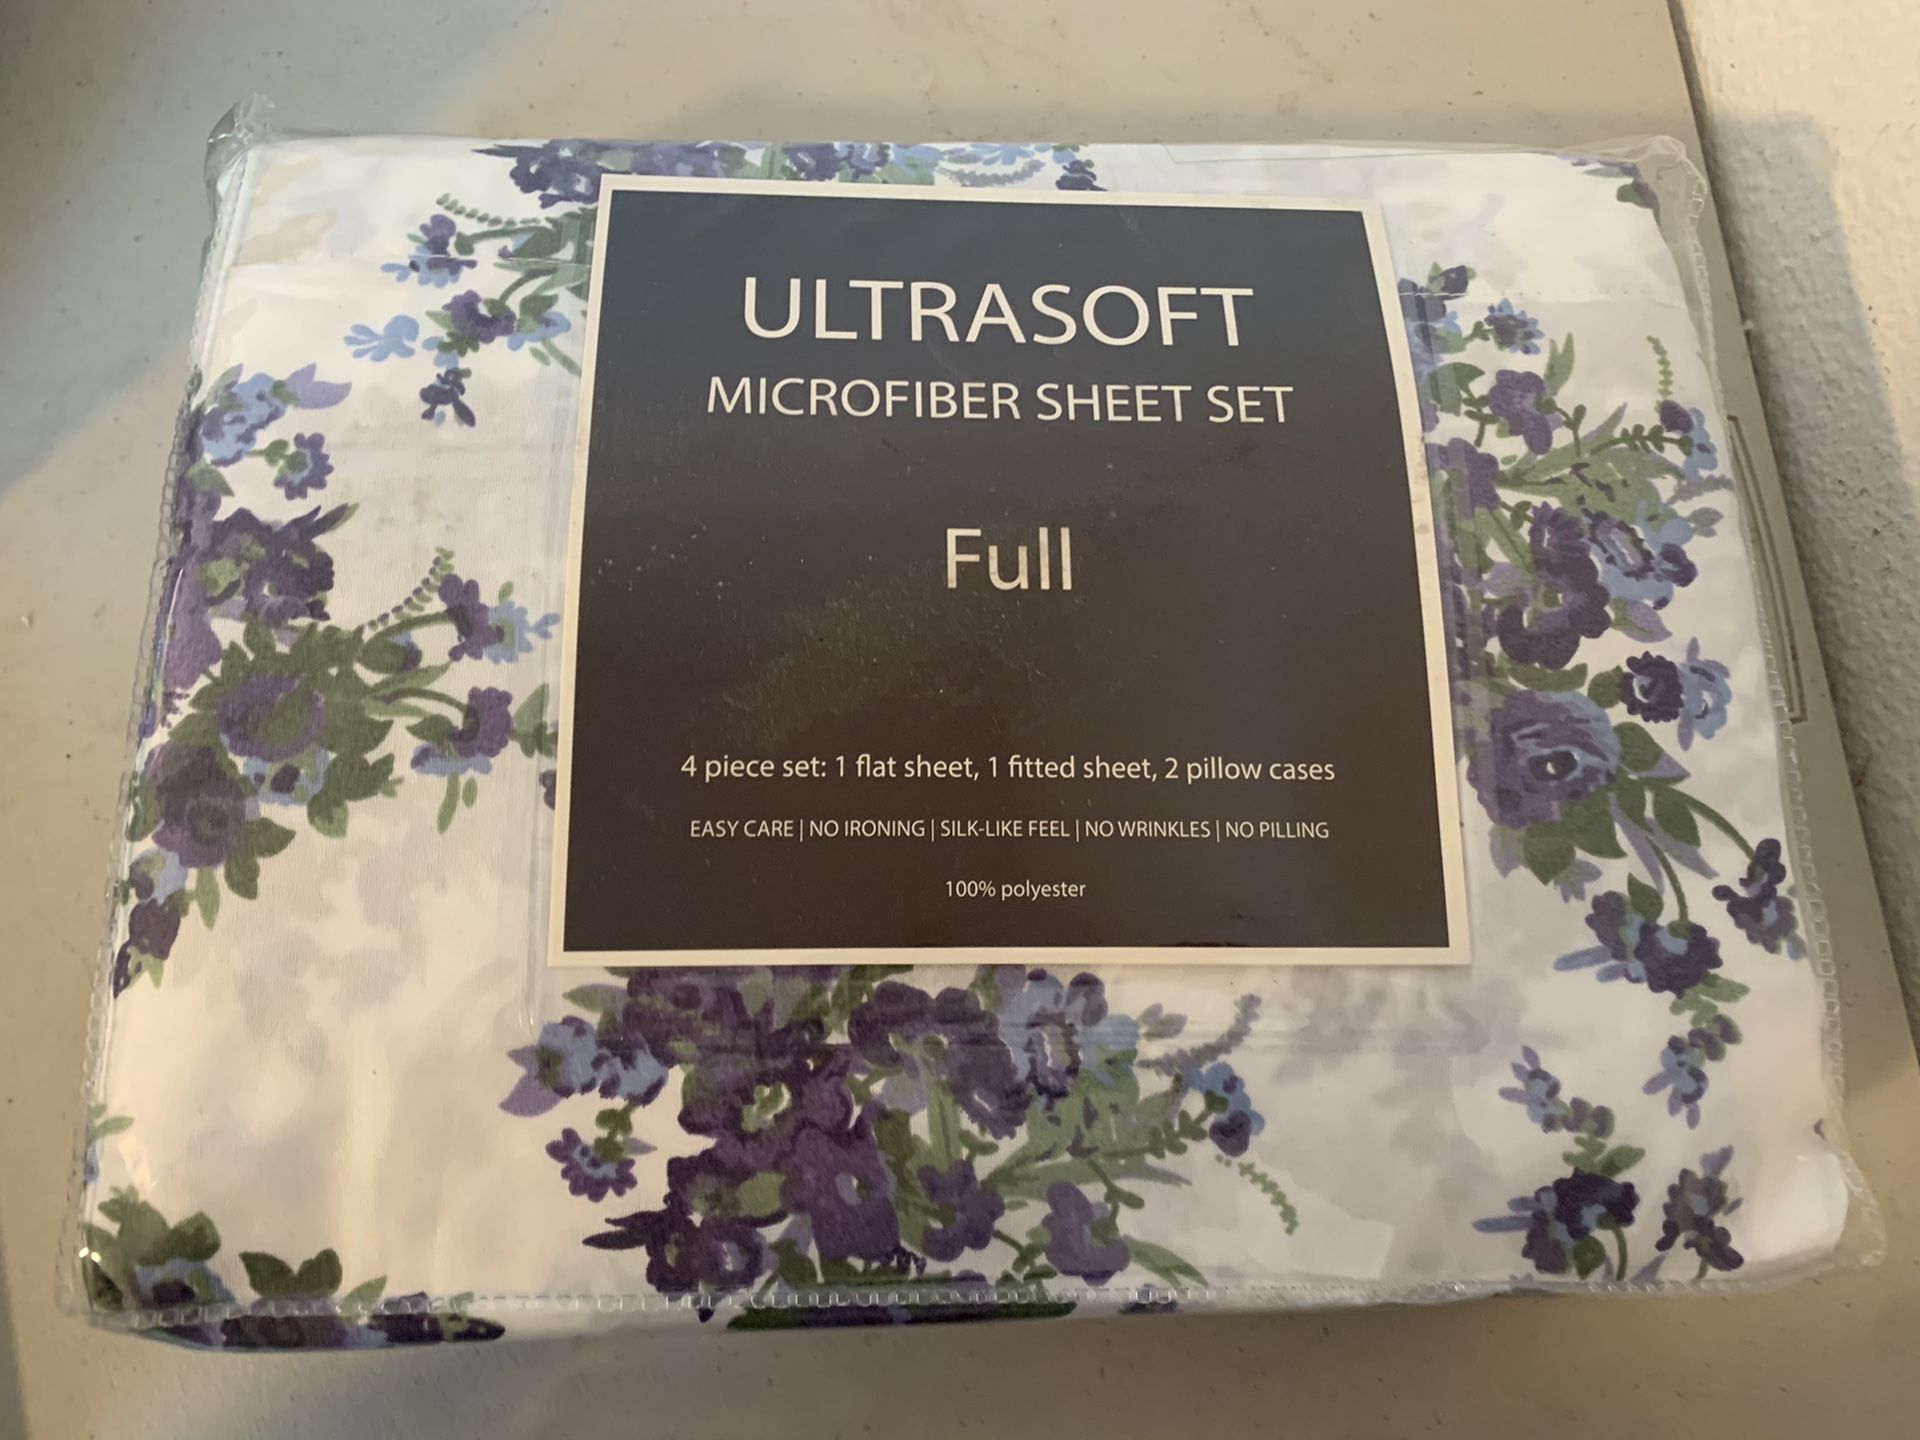 ULTRASOFT
MICROFIBER SHEET SET
Full
4 piece set: 1 flat sheet, 1 fitted sheet, 2 pillow cases
EASY CARE | NO IRONING | SILK-LIKE FEEL | NO WRINKLES | NO PILLING
100% polyester